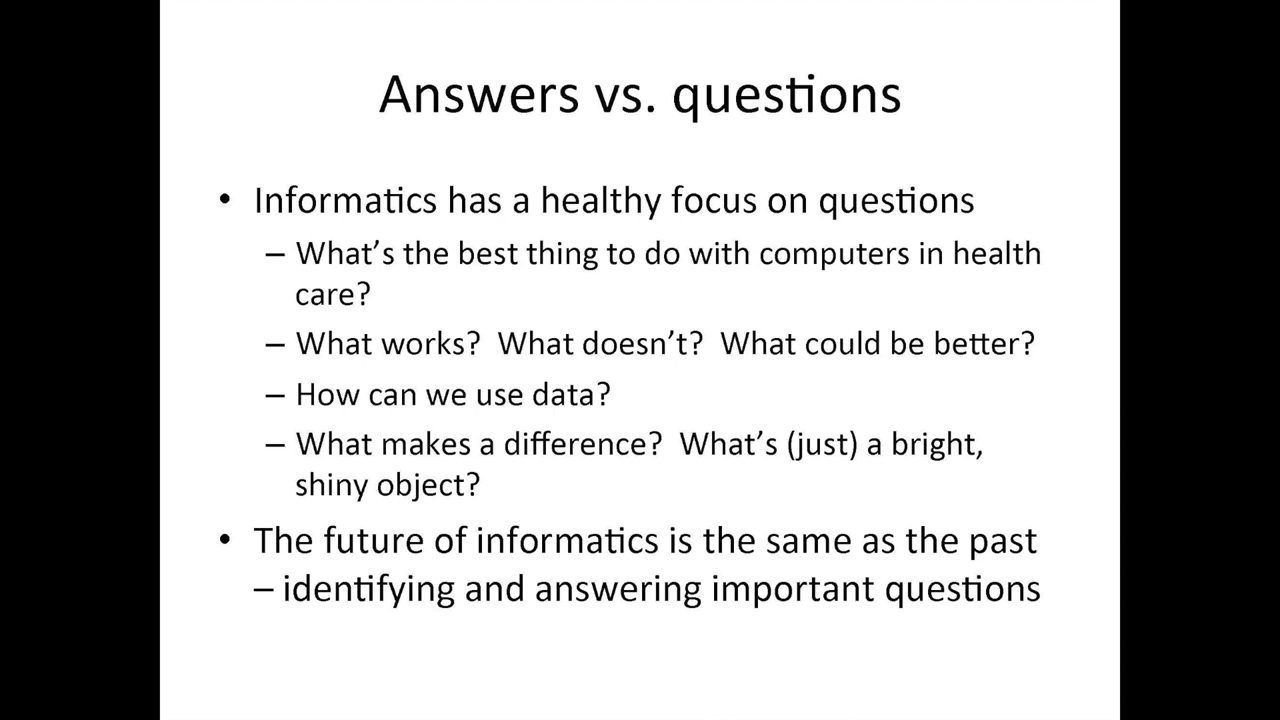 Answers vs. questions
• Informatics has a healthy focus on questions
– What’s the best thing to do with computers in health
care?
– What works?  What doesn’t?  What could be better?
– How can we use data?
– What makes a difference?  What’s (just) a bright,
shiny object?
• The future of informatics is the same as the past
– identifying and answering important questions